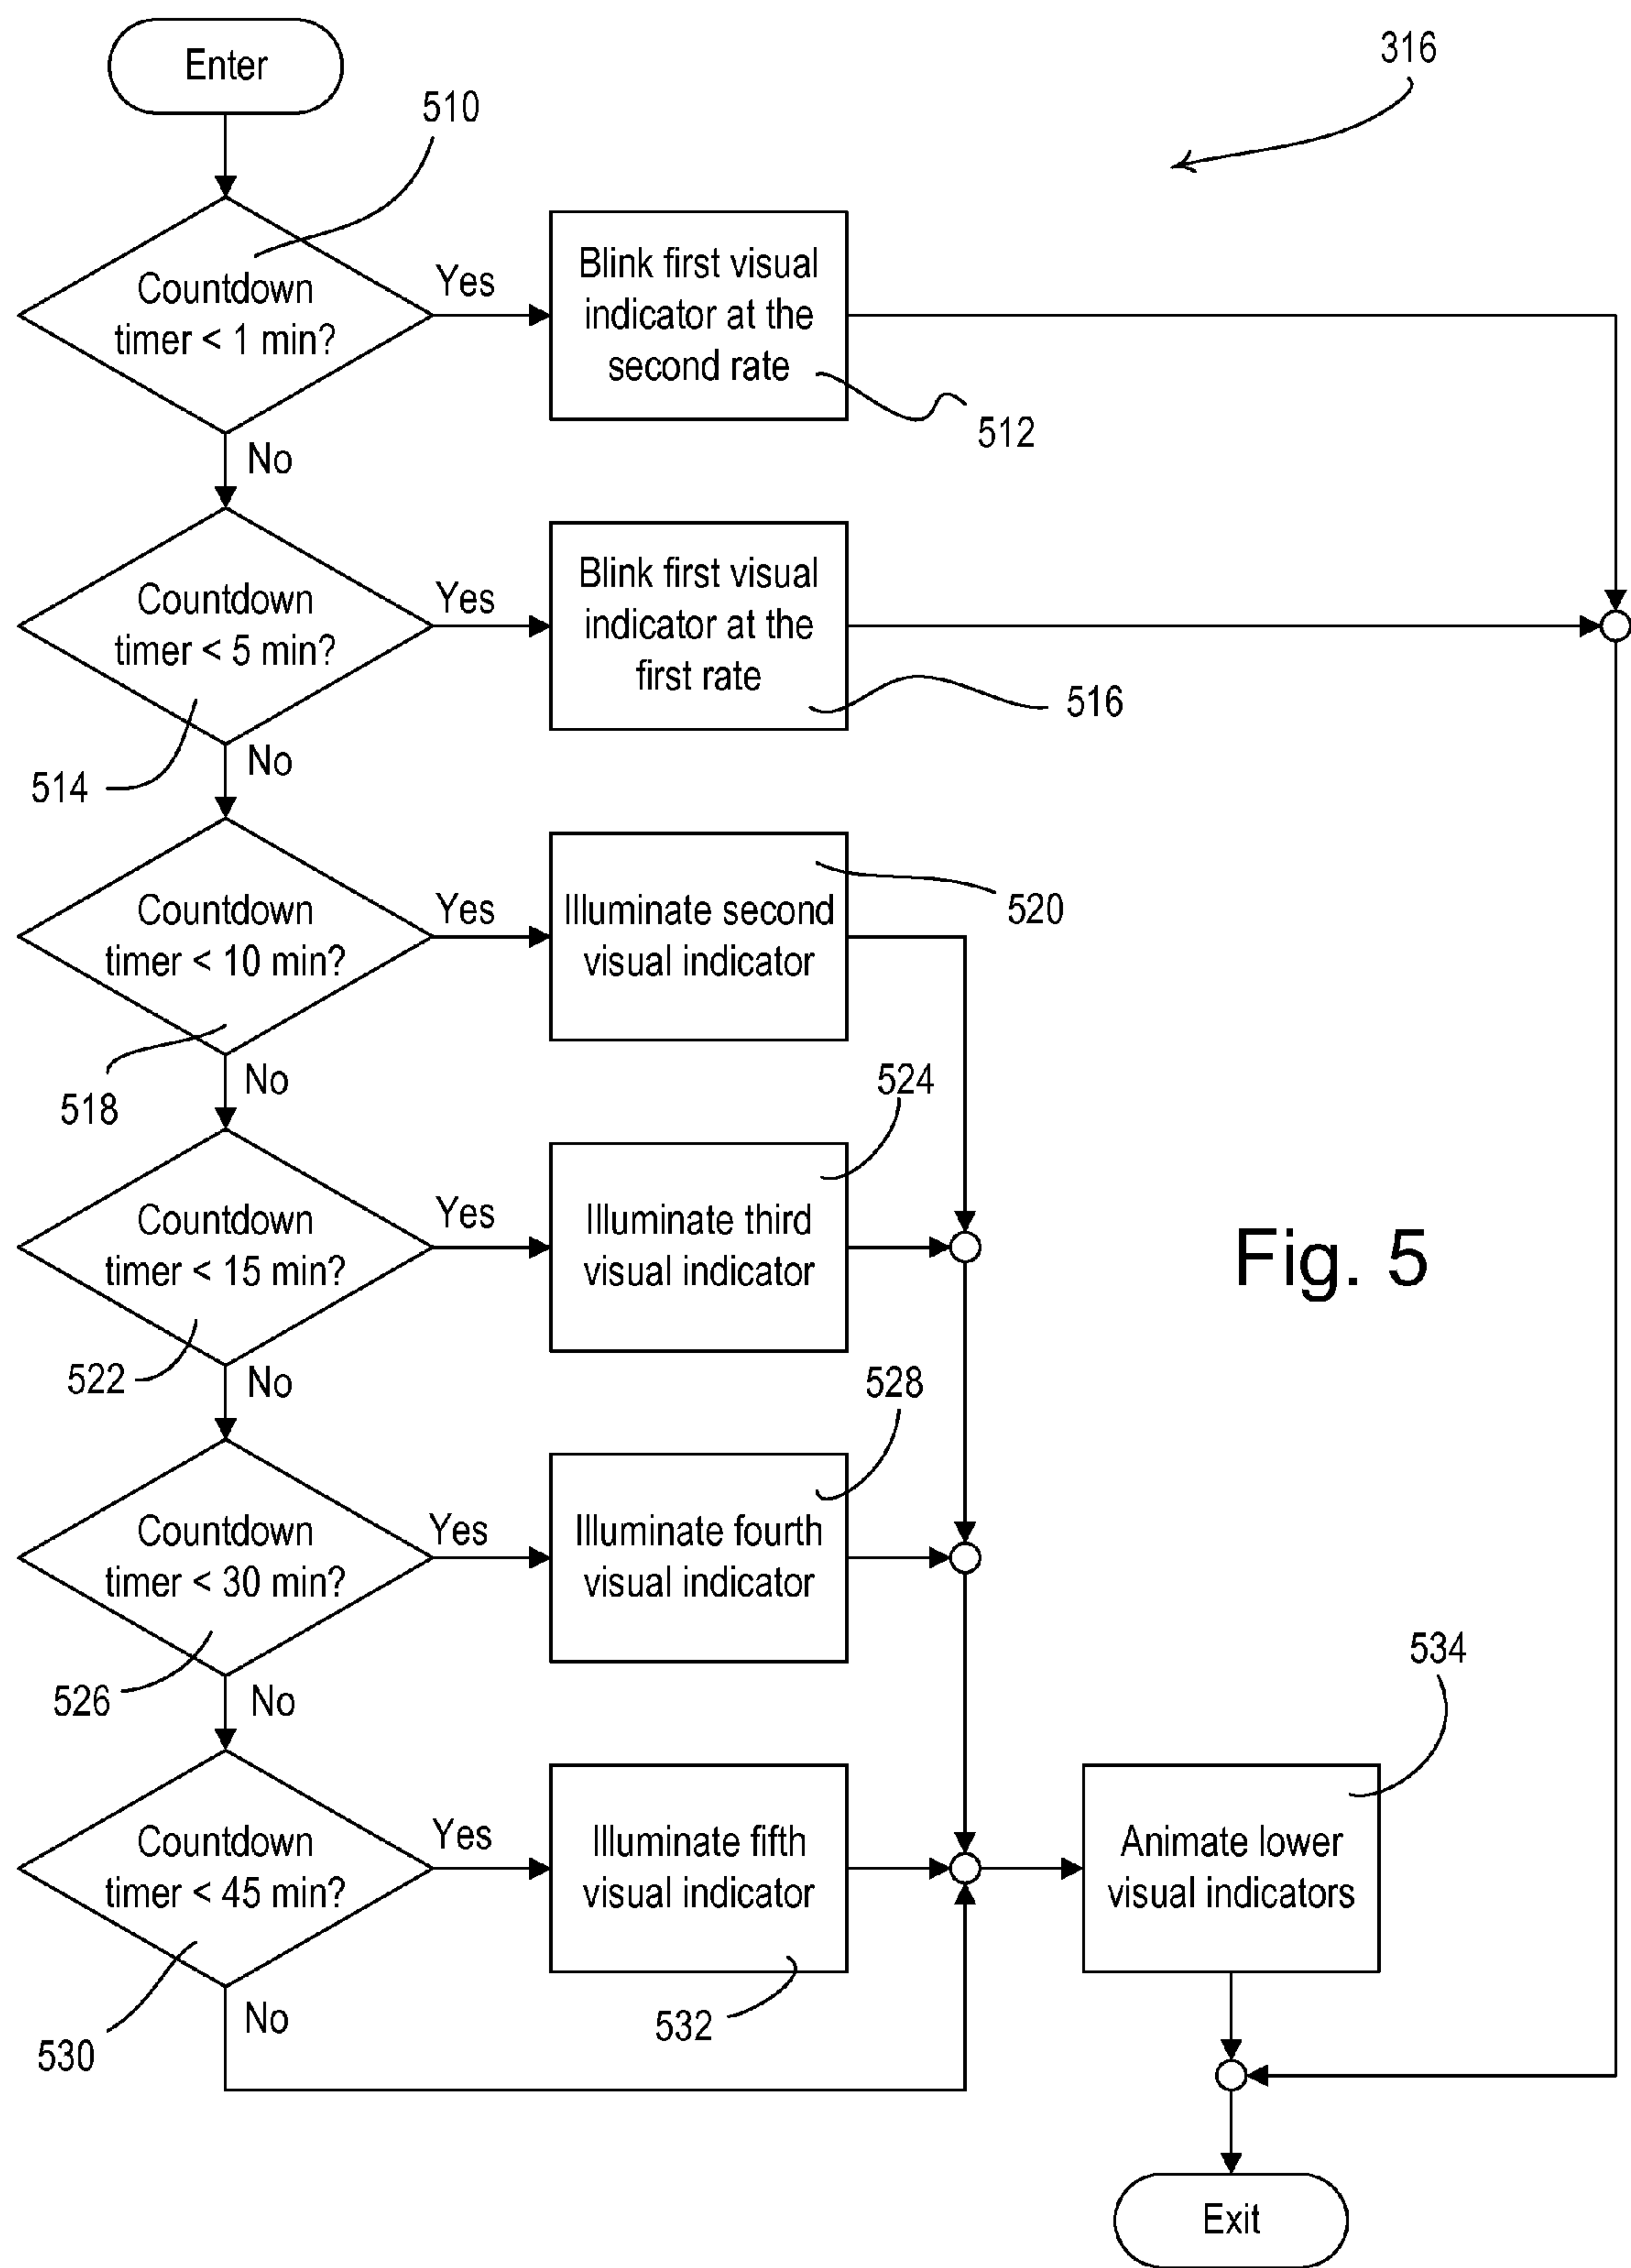 Enter
316
510
Countdown
timer < 1 min?
Yes
Blink first visual
indicator at the
second rate
512
No
Countdown
timer < 5 min?
Yes
Blink first visual
indicator at the
first rate
516
514
No
Countdown
timer < 10 min?
Yes
Illuminate second
visual indicator
520
518
No
524
Countdown
timer < 15 min?
Yes
Illuminate third
visual indicator
Fig. 5
522
No
528
Countdown
timer < 30 min?
Yes
Illuminate fourth
visual indicator
526
No
534
Countdown
timer < 45 min?
Yes
Illuminate fifth
visual indicator
Animate lower
visual indicators
530
No
532
Exit